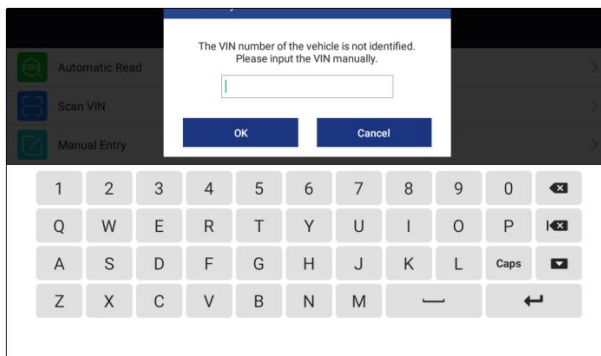 The VIN number of the vehicle is not identified.
Please input the VIN manually.
Automatic Read
Scan VIN
Manual Entry
OK Cancel
1 2 3 4 5 6 7 8 9 0
Q W E R T Y U I O P
A S D F G H J K L Caps
Z X C V B N M